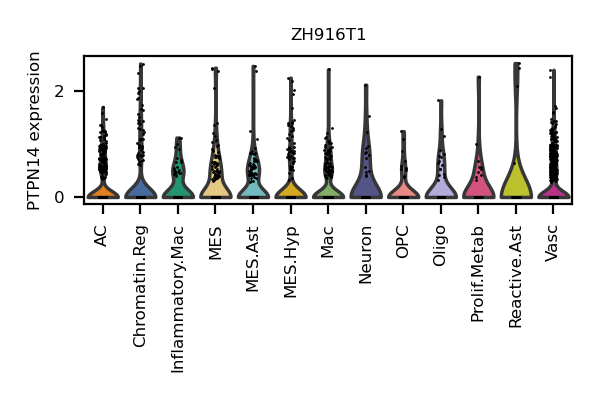 ZH916T1
PTPN14 expression
2
0
AC
Chromatin.Reg
Inflammatory.Mac
MES
MES.Ast
MES.Hyp
Mac
Neuron
OPC
Oligo
Prolif.Metab
Reactive.Ast
Vasc